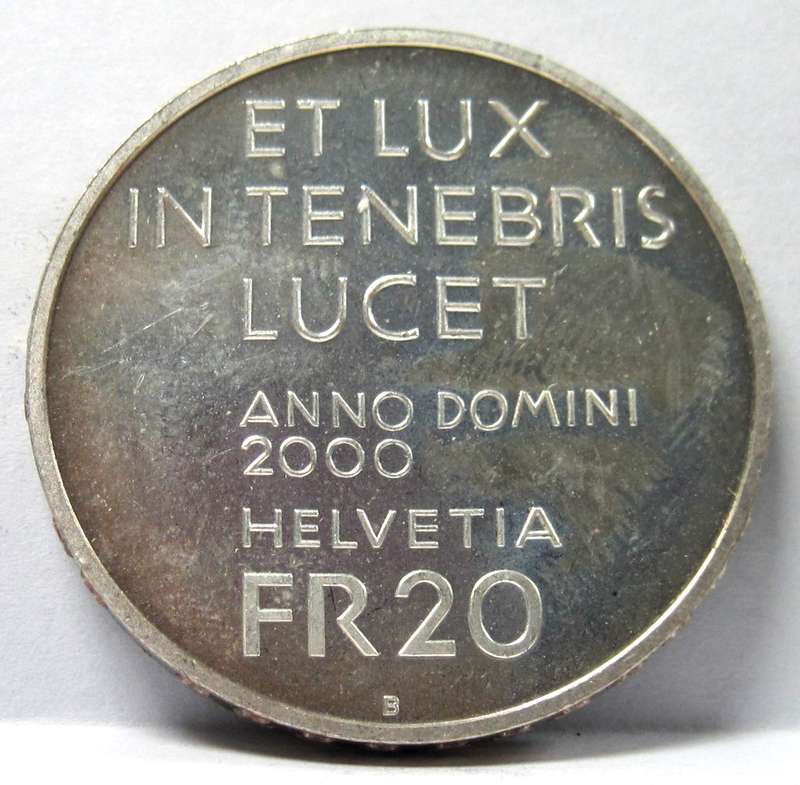 ET LUX
IN TENEBRIS
LUCET
ANNO DOMINI
2000
HELVETIA
FR 20
B